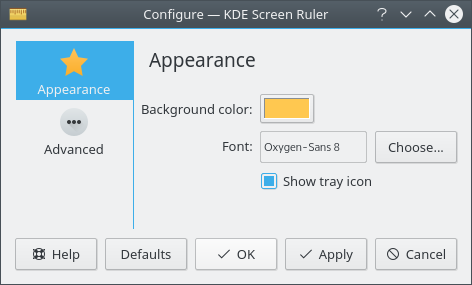 Configure — KDE Screen Ruler
Appearance
Advanced
Appearance
Background color:
Font: Oxygen-Sans 8 Choose...
Show tray icon
Help Defaults OK Apply Cancel